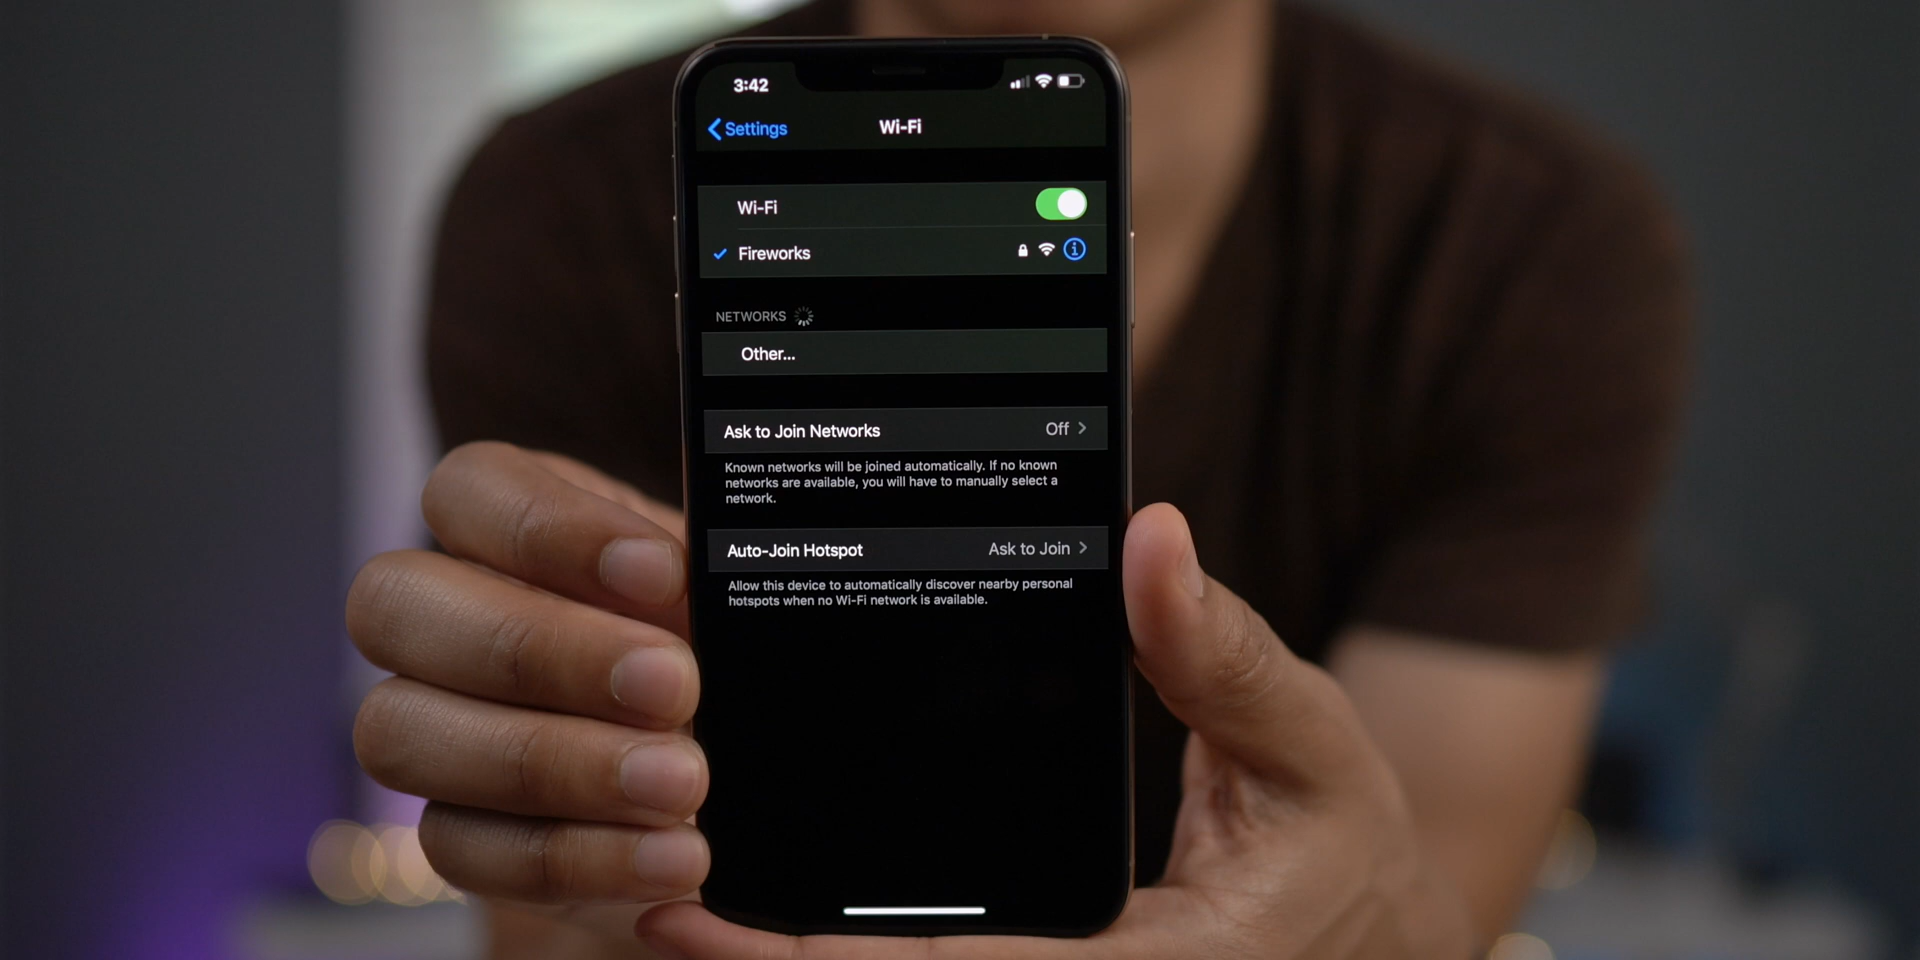 3:42
Settings
Wi-Fi
Wi-Fi
Fireworks
NETWORKS
Other...
Ask to Join Networks Off
Known networks will be joined automatically. If no known
networks are available, you will have to manually select a
network.
Auto-Join Hotspot Ask to Join
Allow this device to automatically discover nearby personal
hotspots when no Wi-Fi network is available.